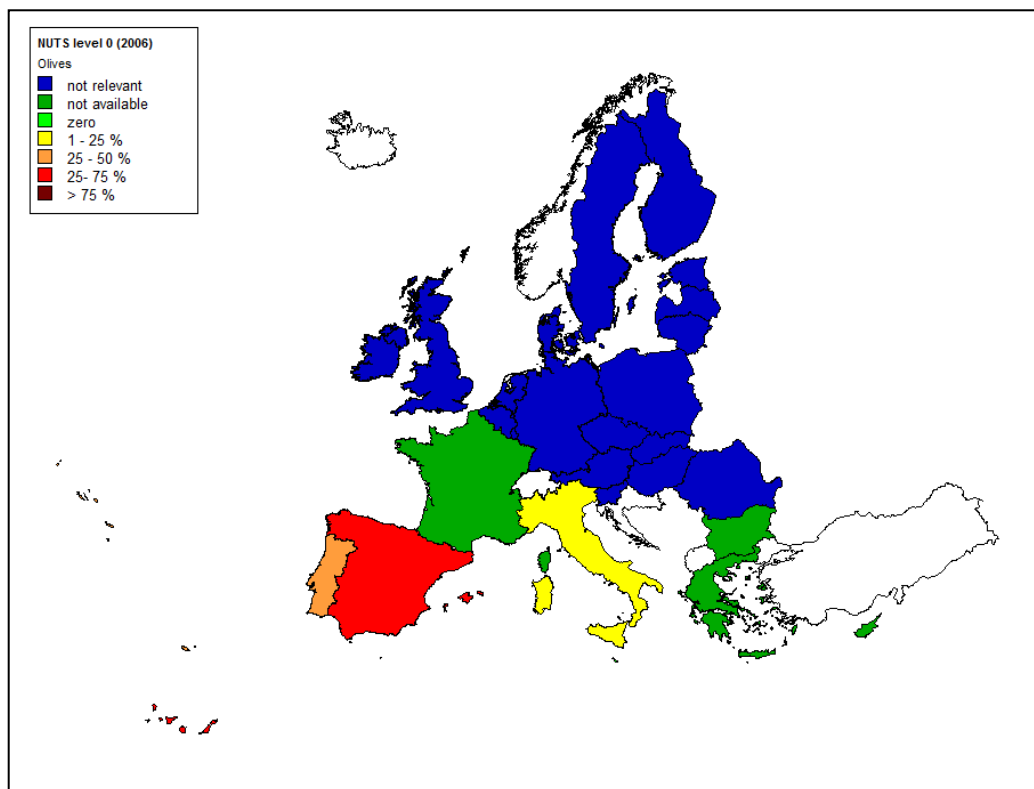 NUTS level 0 (2006)
Olives
not relevant
not available
zero
1 - 25 %
25 - 50 %
25- 75 %
> 75 %